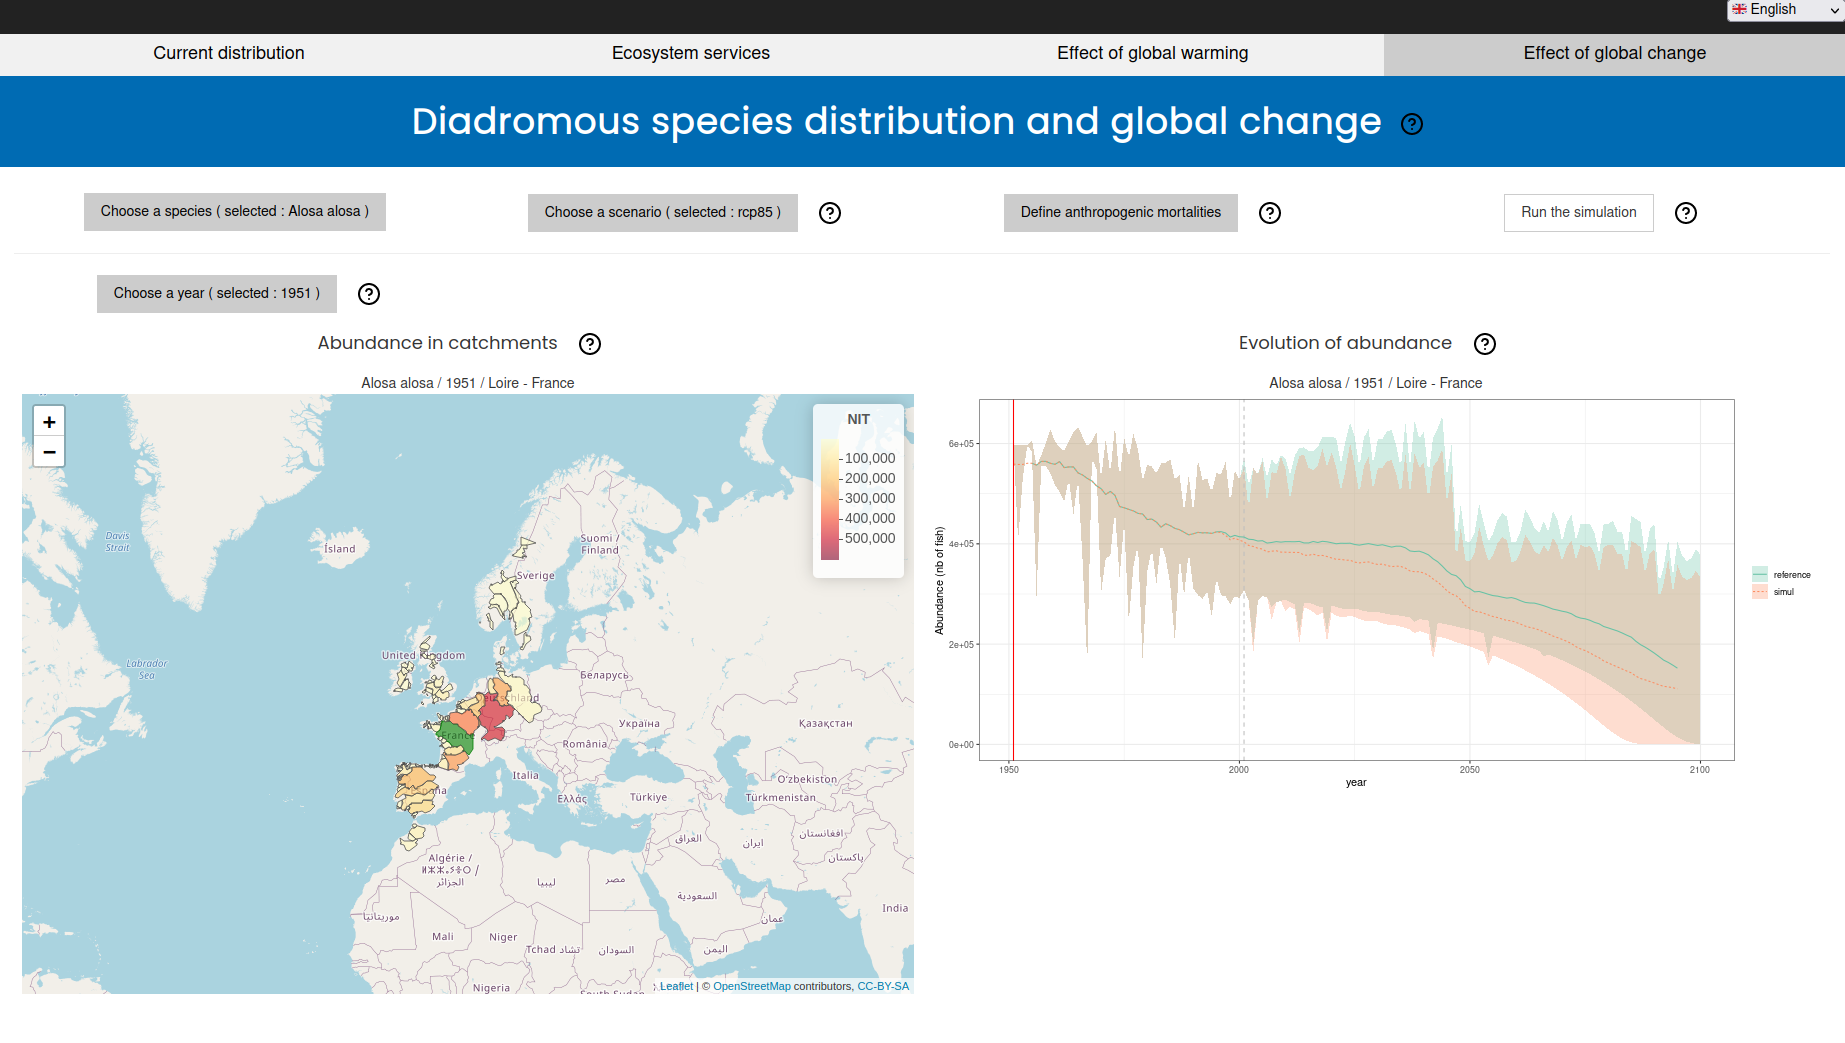 English
Current distribution
Ecosystem services
Effect of global warming
Effect of global change
Diadromous species distribution and global change ?
Choose a species ( selected : Alosa alosa )
Choose a scenario ( selected : rcp85 ) ?
Define anthropogenic mortalities ?
Run the simulation ?
Choose a year ( selected : 1951 ) ?
Abundance in catchments ?
Alosa alosa / 1951 / Loire - France
+
−
NIT
100,000
200,000
300,000
400,000
500,000
Davis
Strait
Ísland
Suomi /
Finland
Sverige
Labrador
Sea
United Kingdom
Беларусь
Україна
Қазақстан
France
România
Italia
O'zbekiston
Ελλάς
Türkiye
Türkmenistan
العراق
ایران
افغانستان
پاکستان
Algérie /
ⵍⵣⵣⴰⵢⴻⵔ /
الجزائر
ليبيا
مصر
السعودية
India
موريتانيا
عمان
Mali
Niger
Tchad تشاد
السودان
اليمن
Nigeria
South Sudan
Leaflet | © OpenStreetMap contributors, CC-BY-SA
Evolution of abundance ?
Alosa alosa / 1951 / Loire - France
Abundance (nb of fish)
6e+05
4e+05
2e+05
0e+00
1950
2000
2050
2100
year
reference
simul